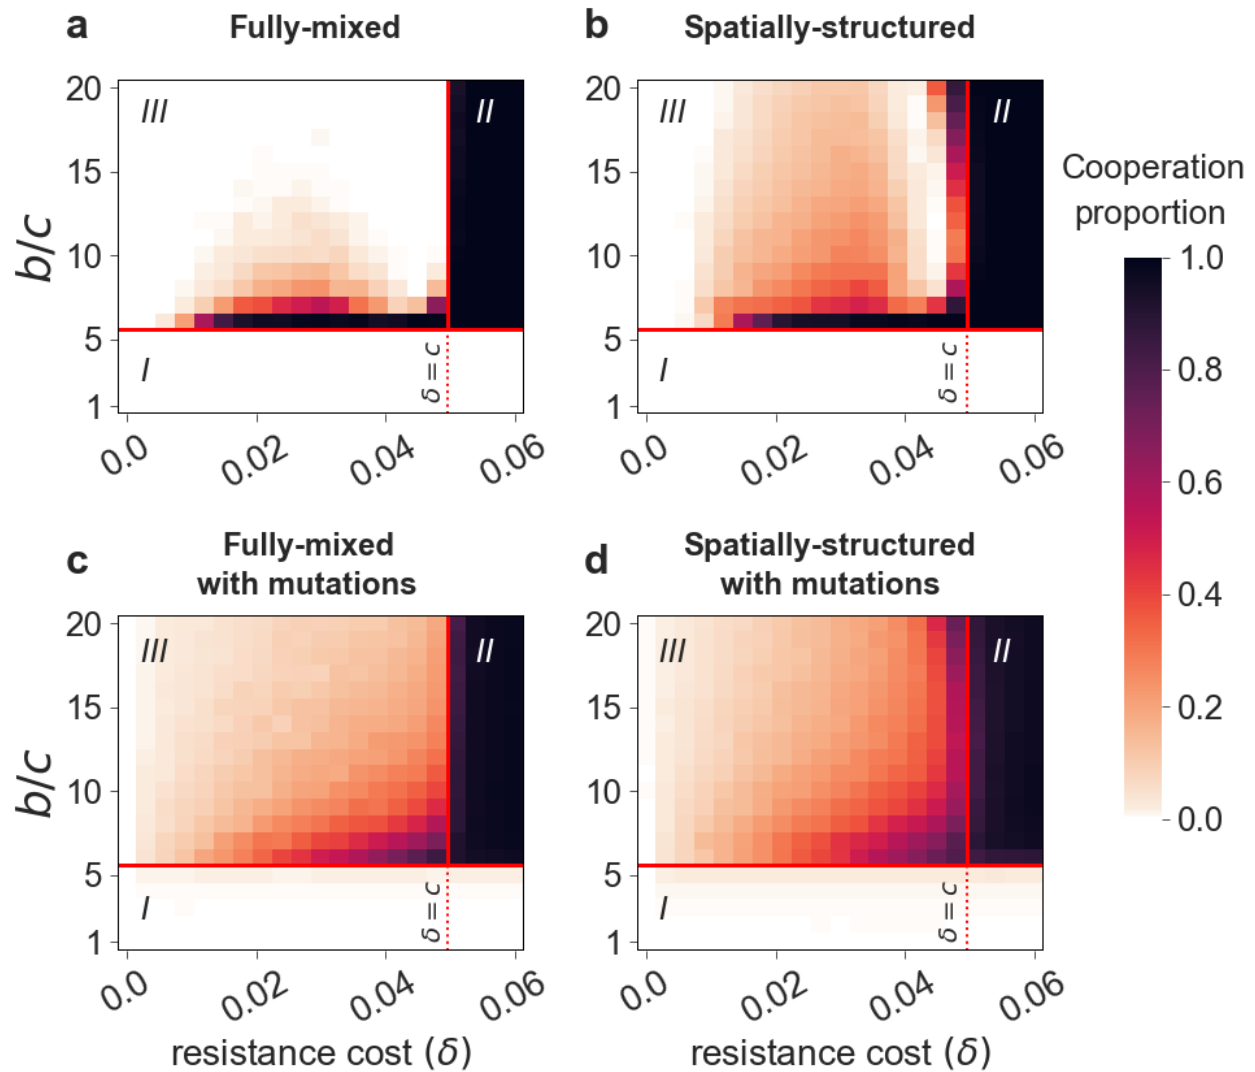 a Fully-mixed
b Spatially-structured
20
15
10
5
1
b/c
III
II
I
δ = c
0.0 0.02 0.04 0.06
20
15
10
5
1
III
II
I
δ = c
0.0 0.02 0.04 0.06
Cooperation
proportion
1.0
0.8
0.6
0.4
0.2
0.0
c Fully-mixed
with mutations
d Spatially-structured
with mutations
20
15
10
5
1
b/c
III
II
I
δ = c
0.0 0.02 0.04 0.06
resistance cost (δ)
20
15
10
5
1
III
II
I
δ = c
0.0 0.02 0.04 0.06
resistance cost (δ)